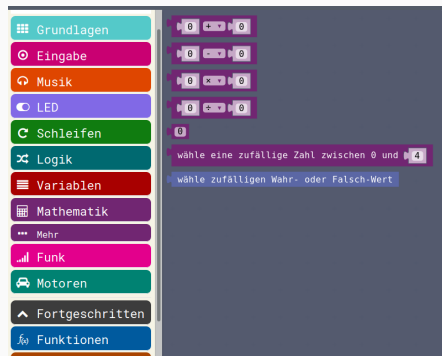 Grundlagen
Eingabe
Musik
LED
Schleifen
Logik
Variablen
Mathematik
Mehr
Funk
Motoren
Fortgeschritten
f(x) Funktionen
0 + 0
0 - 0
0 × 0
0 ÷ 0
0
wähle eine zufällige Zahl zwischen 0 und 4
wähle zufälligen Wahr- oder Falsch-Wert